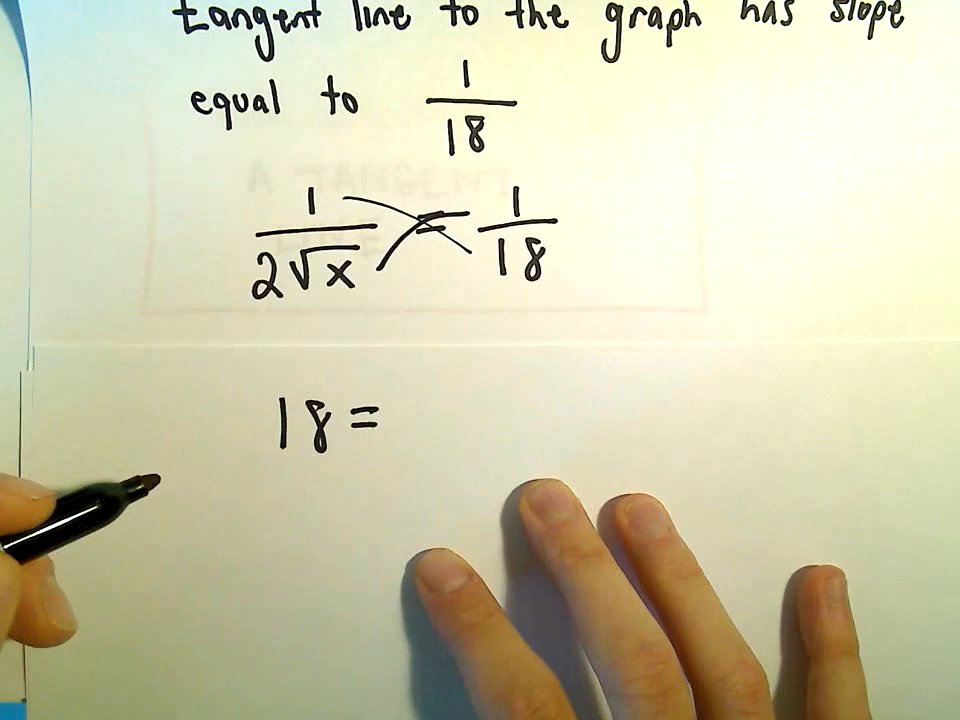 tangent line to the graph has slope
equal to 1/18
1/(2√x) = 1/18
18 =